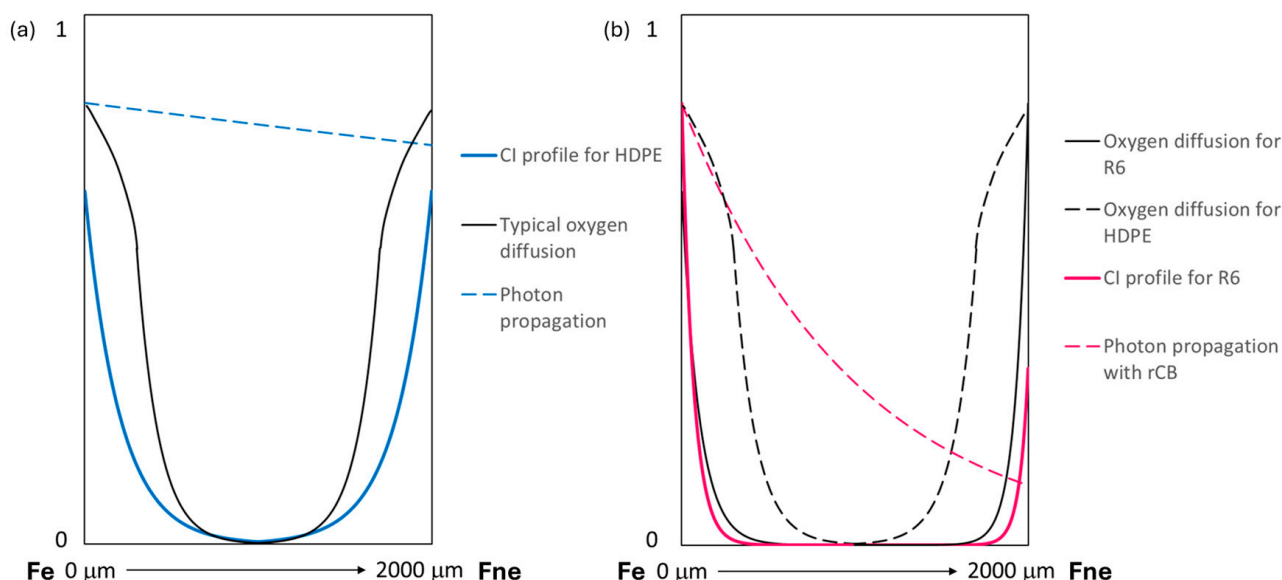 (a)
1
CI profile for HDPE
Typical oxygen
diffusion
Photon
propagation
0
Fe 0 μm 2000 μm Fne
(b)
1
Oxygen diffusion for
R6
Oxygen diffusion for
HDPE
CI profile for R6
Photon propagation
with rCB
0
Fe 0 μm 2000 μm Fne